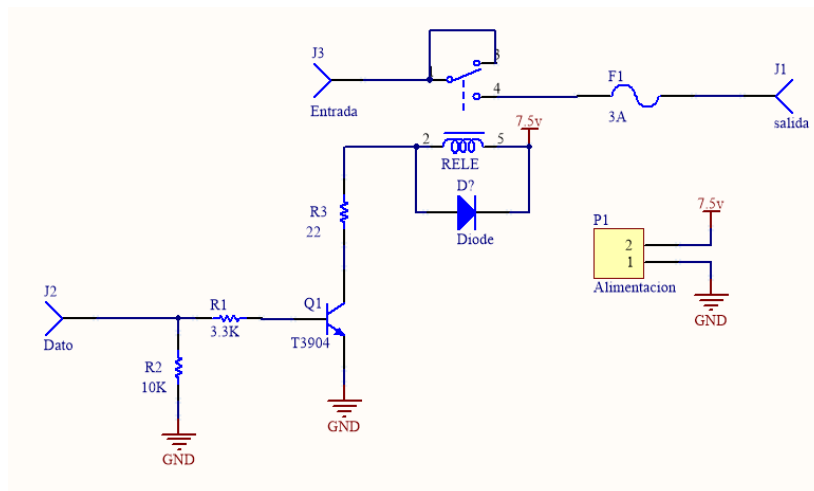 J3
Entrada
1
3
4
F1
3A
J1
salida
7.5v
2
5
RELE
D?
Diode
R3
22
7.5v
P1
2
1
Alimentacion
GND
J2
Dato
R1
3.3K
Q1
T3904
R2
10K
GND
GND